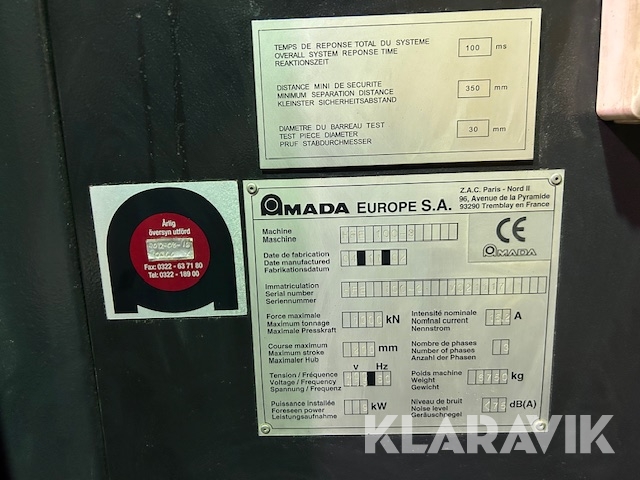 TEMPS DE REPONSE TOTAL DU SYSTEME
OVERALL SYSTEM REPONSE TIME
REAKTIONSZEIT
100 ms
DISTANCE MINI DE SECURITE
MINIMUM SEPARATION DISTANCE
KLEINSTER SICHERHEITSABSTAND
350 mm
DIAMETRE DU BARREAU TEST
TEST PIECE DIAMETER
PRUF STABDURCHMESSER
30 mm
Årlig
översyn utförd
Fax: 0322 - 63 71 80
Tel: 0322 - 189 00
AMADA EUROPE S.A.
Z.A.C. Paris - Nord II
96, Avenue de la Pyramide
93290 Tremblay en France
CE
AMADA
Machine
Maschine
Date de fabrication
Date manufactured
Fabrikationsdatum
Immatriculation
Serial number
Seriennummer
Force maximale
Maximum tonnage
Maximale Presskraft
kN
Intensité nominale
Nominal current
Nennstrom
A
Course maximum
Maximum stroke
Maximaler Hub
mm
Nombre de phases
Number of phases
Anzahl der Phasen
V Hz
Tension / Fréquence
Voltage / Frequency
Spannung / Frequenz
Poids machine
Weight
Gewicht
kg
Puissance installée
Foreseen power
Leistungsaufnahme
kW
Niveau de bruit
Noise level
Geräuschpegel
dB(A)
KLARAVIK